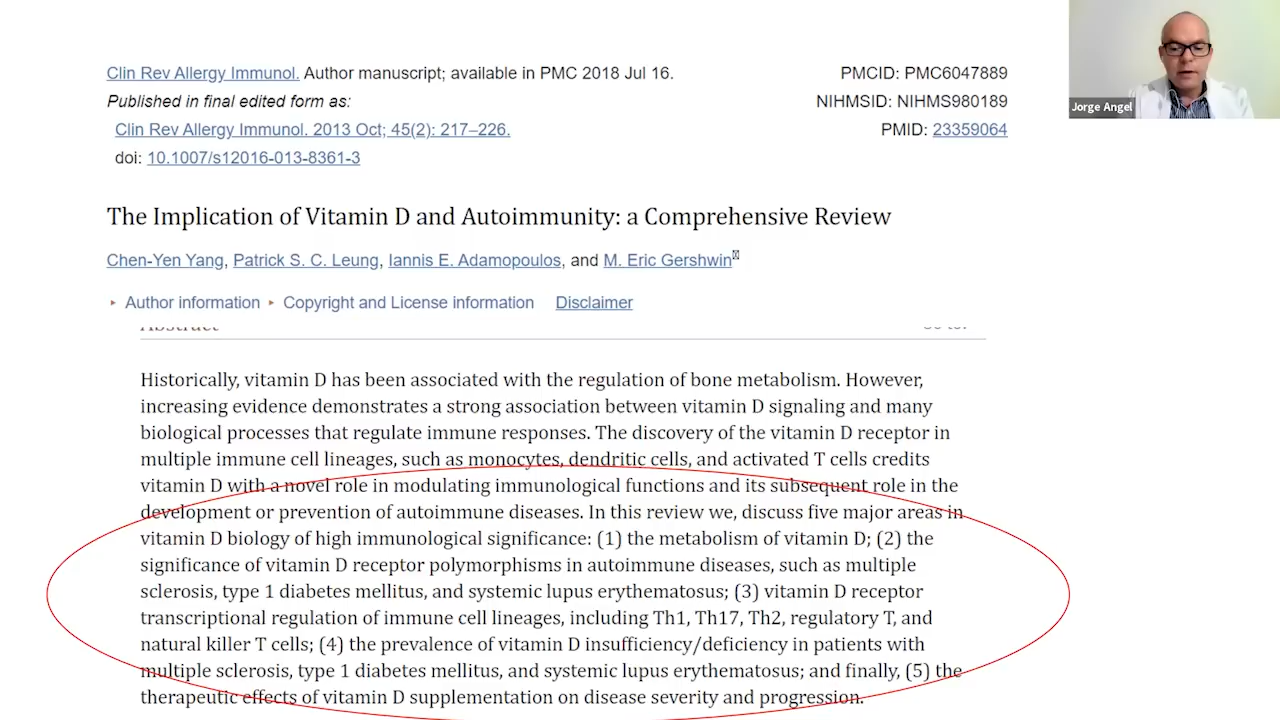 Clin Rev Allergy Immunol. Author manuscript; available in PMC 2018 Jul 16.
Published in final edited form as:
Clin Rev Allergy Immunol. 2013 Oct; 45(2): 217–226.
doi: 10.1007/s12016-013-8361-3
PMCID: PMC6047889
NIHMSID: NIHMS980189
PMID: 23359064
Jorge Angel
The Implication of Vitamin D and Autoimmunity: a Comprehensive Review
Chen-Yen Yang, Patrick S. C. Leung, Iannis E. Adamopoulos, and M. Eric Gershwin
▸ Author information ▸ Copyright and License information Disclaimer
Abstract
Historically, vitamin D has been associated with the regulation of bone metabolism. However,
increasing evidence demonstrates a strong association between vitamin D signaling and many
biological processes that regulate immune responses. The discovery of the vitamin D receptor in
multiple immune cell lineages, such as monocytes, dendritic cells, and activated T cells credits
vitamin D with a novel role in modulating immunological functions and its subsequent role in the
development or prevention of autoimmune diseases. In this review we, discuss five major areas in
vitamin D biology of high immunological significance: (1) the metabolism of vitamin D; (2) the
significance of vitamin D receptor polymorphisms in autoimmune diseases, such as multiple
sclerosis, type 1 diabetes mellitus, and systemic lupus erythematosus; (3) vitamin D receptor
transcriptional regulation of immune cell lineages, including Th1, Th17, Th2, regulatory T, and
natural killer T cells; (4) the prevalence of vitamin D insufficiency/deficiency in patients with
multiple sclerosis, type 1 diabetes mellitus, and systemic lupus erythematosus; and finally, (5) the
therapeutic effects of vitamin D supplementation on disease severity and progression.